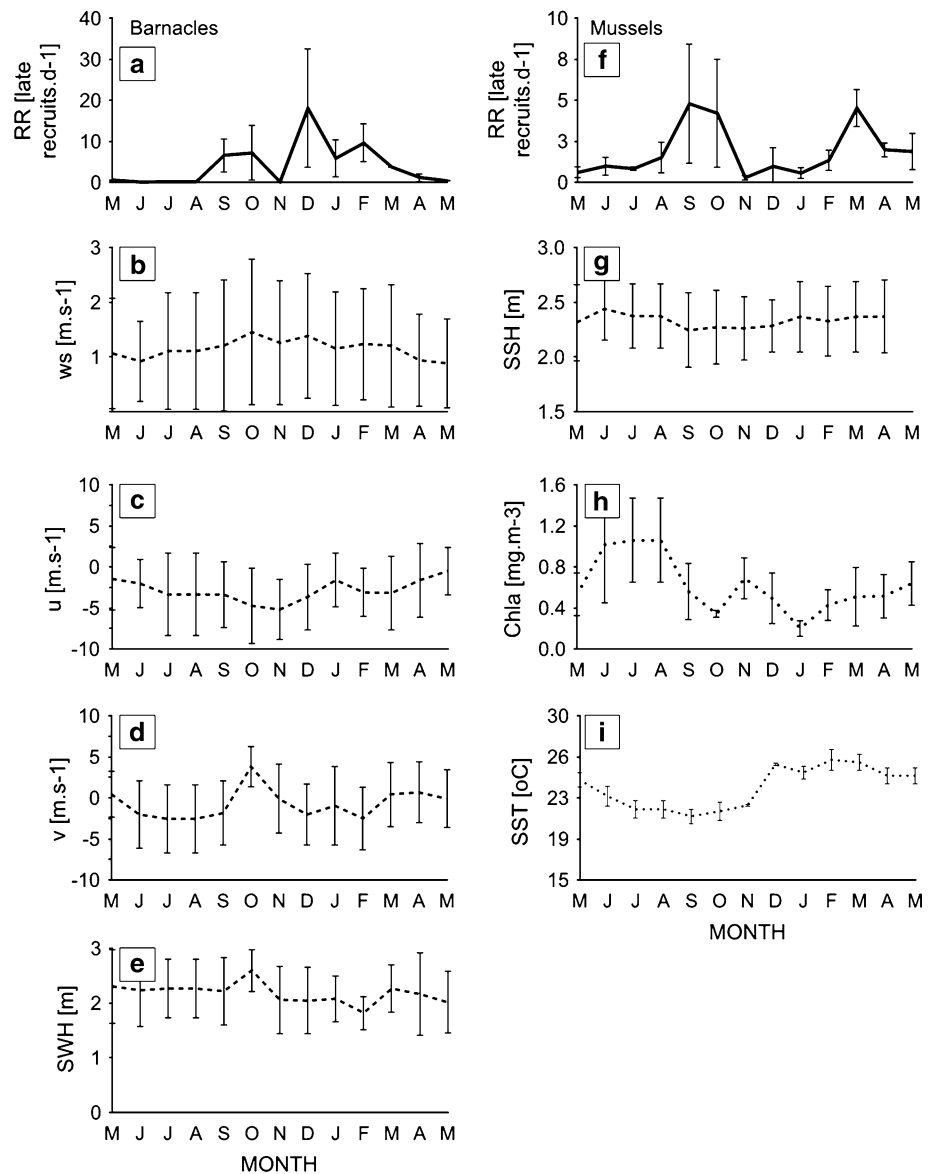 Barnacles
a
RR [late
recruits.d-1)
40
30
20
10
0
M J J A S O N D J F M A M
Mussels
f
RR [late
recruits.d-1)
10
8
5
3
0
M J J A S O N D J F M A M
b
ws [m.s-1]
3
2
1
M J J A S O N D J F M A M
g
SSH [m]
3.0
2.5
2.0
1.5
M J J A S O N D J F M A M
c
u [m.s-1]
10
5
0
-5
-10
M J J A S O N D J F M A M
h
Chla [mg.m-3]
1.6
1.2
0.8
0.4
0.0
M J J A S O N D J F M A M
d
v [m.s-1]
10
5
0
-5
-10
M J J A S O N D J F M A M
i
SST [oC]
30
26
23
19
15
M J J A S O N D J F M A M
MONTH
e
SWH [m]
3
2
1
0
M J J A S O N D J F M A M
MONTH